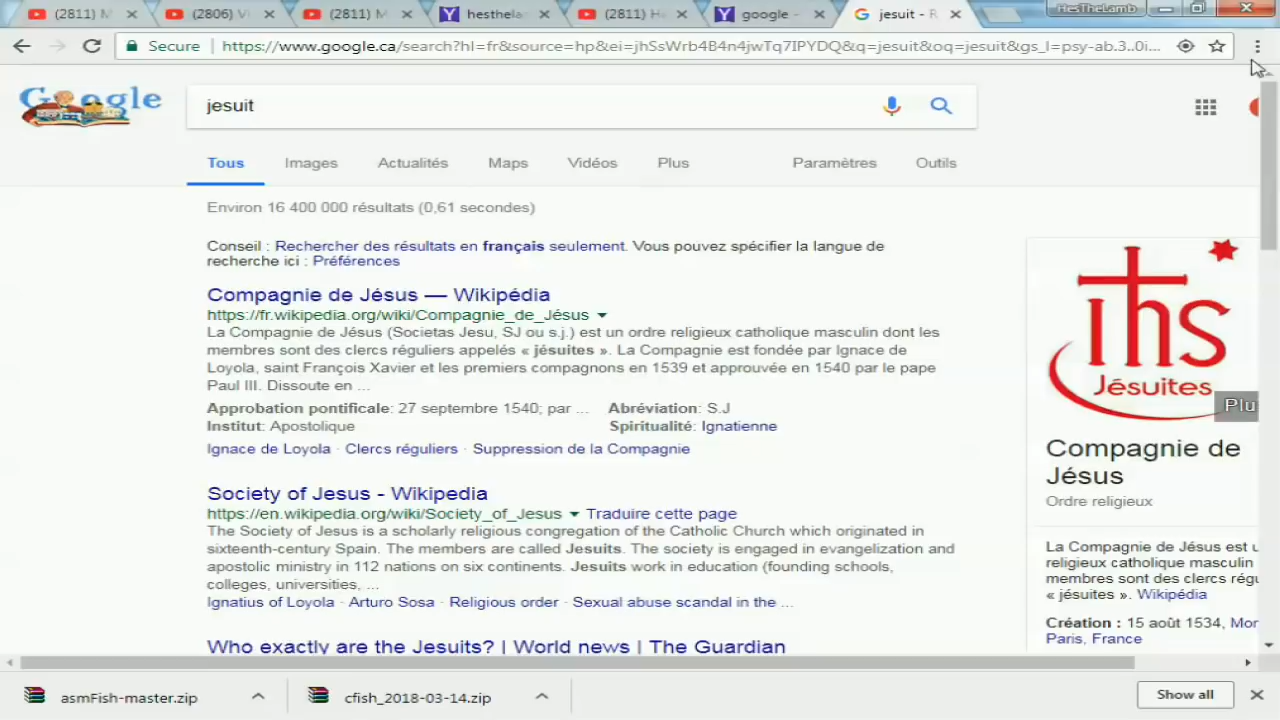 (2811) M
(2806) V
(2811) M
hesthela
(2811) H
google -
jesuit - R
HesTheLamb
Secure
https://www.google.ca/search?hl=fr&source=hp&ei=jhSsWrb4B4n4jwTq7IPYDQ&q=jesuit&oq=jesuit&gs_l=psy-ab.3..0i...
Google
jesuit
Tous Images Actualités Maps Vidéos Plus Paramètres Outils
Environ 16 400 000 résultats (0,61 secondes)
Conseil : Rechercher des résultats en français seulement. Vous pouvez spécifier la langue de
recherche ici : Préférences
Compagnie de Jésus — Wikipédia
https://fr.wikipedia.org/wiki/Compagnie_de_Jésus
La Compagnie de Jésus (Societas Jesu, SJ ou s.j.) est un ordre religieux catholique masculin dont les
membres sont des clercs réguliers appelés « jésuites ». La Compagnie est fondée par Ignace de
Loyola, saint François Xavier et les premiers compagnons en 1539 et approuvée en 1540 par le pape
Paul III. Dissoute en ...
Approbation pontificale: 27 septembre 1540; par ... Abréviation: S.J
Institut: Apostolique Spiritualité: Ignatienne
Ignace de Loyola · Clercs réguliers · Suppression de la Compagnie
Society of Jesus - Wikipedia
https://en.wikipedia.org/wiki/Society_of_Jesus Traduire cette page
The Society of Jesus is a scholarly religious congregation of the Catholic Church which originated in
sixteenth-century Spain. The members are called Jesuits. The society is engaged in evangelization and
apostolic ministry in 112 nations on six continents. Jesuits work in education (founding schools,
colleges, universities, ...
Ignatius of Loyola · Arturo Sosa · Religious order · Sexual abuse scandal in the ...
Who exactly are the Jesuits? | World news | The Guardian
ihs
Jésuites
Plu
Compagnie de
Jésus
Ordre religieux
La Compagnie de Jésus est u
religieux catholique masculin
membres sont des clercs régu
« jésuites ». Wikipédia
Création : 15 août 1534, Mon
Paris, France
asmFish-master.zip
cfish_2018-03-14.zip
Show all